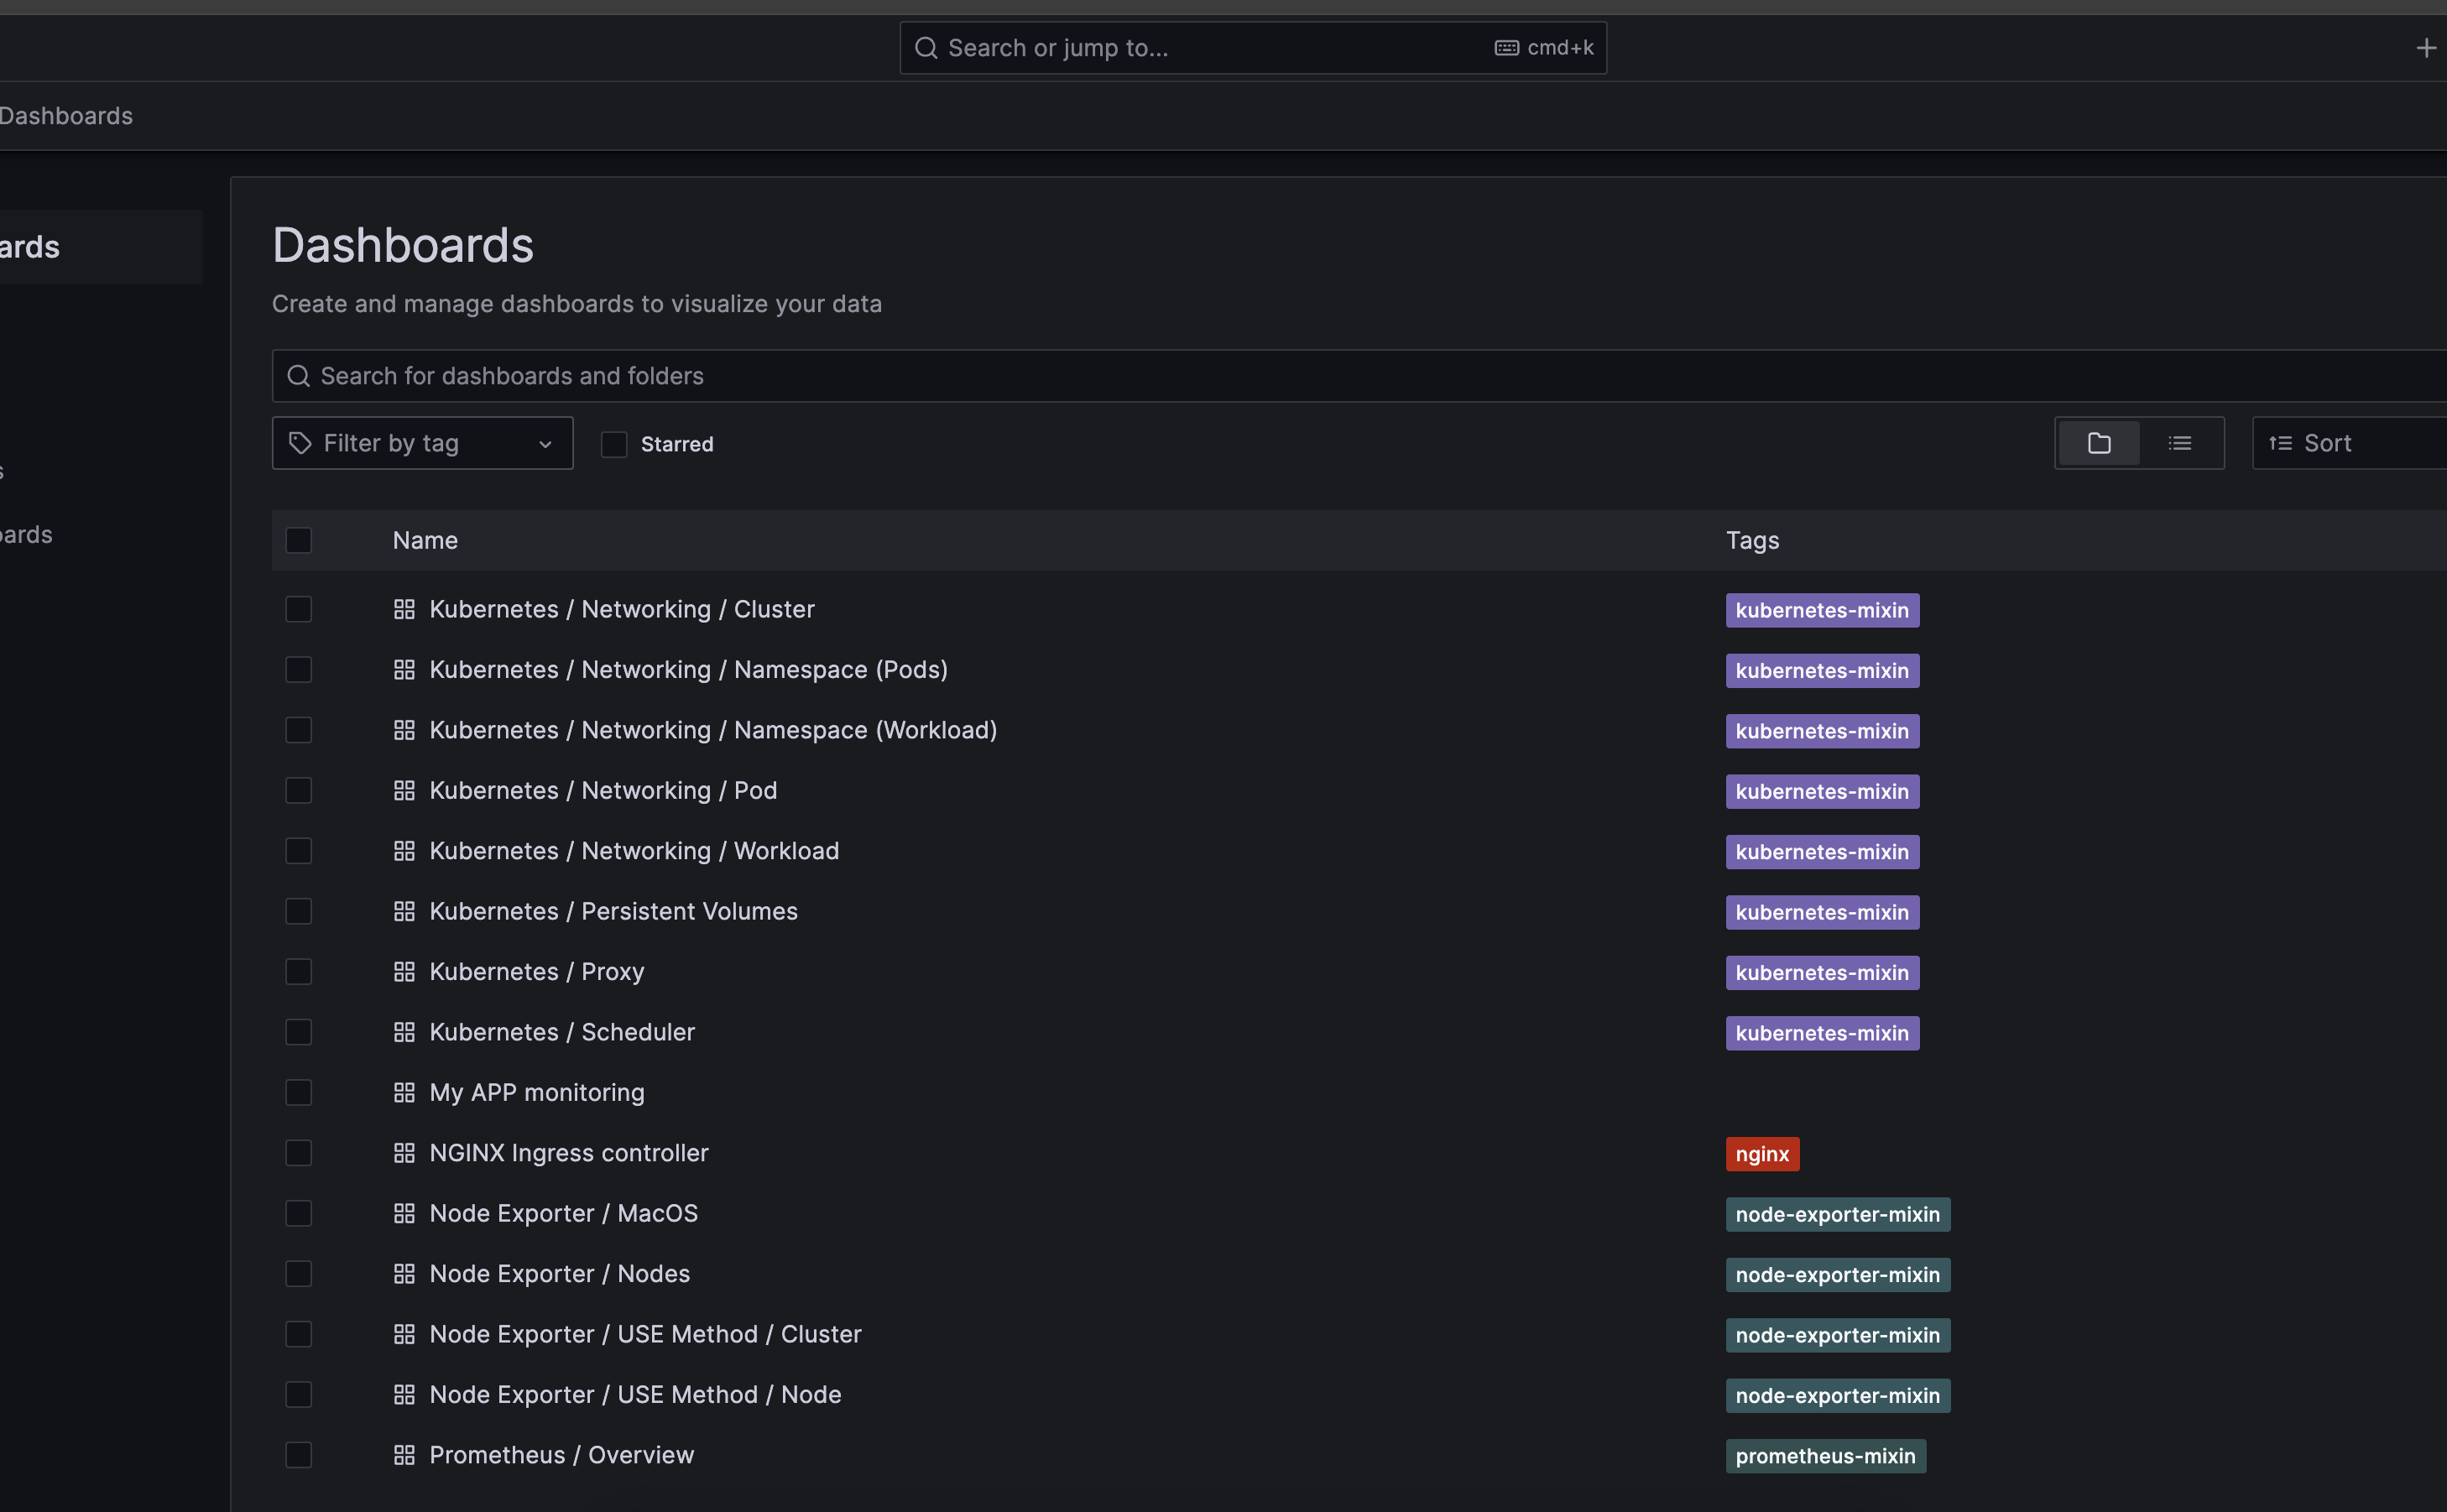 Search or jump to... cmd+k
Dashboards
ards
Dashboards
Create and manage dashboards to visualize your data
Search for dashboards and folders
Filter by tag Starred Sort
s
oards
Name Tags
Kubernetes / Networking / Cluster kubernetes-mixin
Kubernetes / Networking / Namespace (Pods) kubernetes-mixin
Kubernetes / Networking / Namespace (Workload) kubernetes-mixin
Kubernetes / Networking / Pod kubernetes-mixin
Kubernetes / Networking / Workload kubernetes-mixin
Kubernetes / Persistent Volumes kubernetes-mixin
Kubernetes / Proxy kubernetes-mixin
Kubernetes / Scheduler kubernetes-mixin
My APP monitoring
NGINX Ingress controller nginx
Node Exporter / MacOS node-exporter-mixin
Node Exporter / Nodes node-exporter-mixin
Node Exporter / USE Method / Cluster node-exporter-mixin
Node Exporter / USE Method / Node node-exporter-mixin
Prometheus / Overview prometheus-mixin